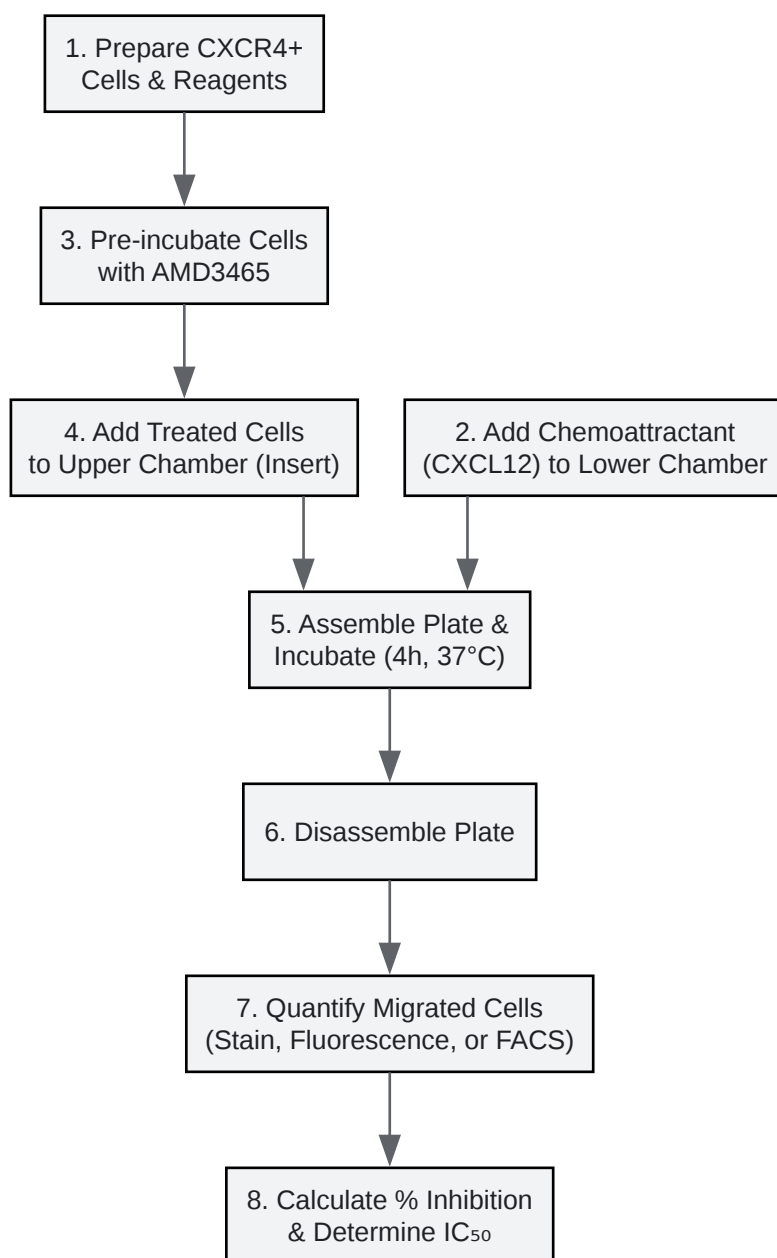 1. Prepare CXCR4+
Cells & Reagents
3. Pre-incubate Cells
with AMD3465
4. Add Treated Cells
to Upper Chamber (Insert)
2. Add Chemoattractant
(CXCL12) to Lower Chamber
5. Assemble Plate &
Incubate (4h, 37°C)
6. Disassemble Plate
7. Quantify Migrated Cells
(Stain, Fluorescence, or FACS)
8. Calculate % Inhibition
& Determine IC₅₀